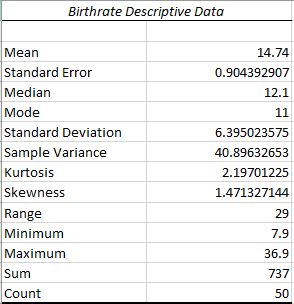 Birthrate Descriptive Data
Mean 14.74
Standard Error 0.904392907
Median 12.1
Mode 11
Standard Deviation 6.395023575
Sample Variance 40.89632653
Kurtosis 2.19701225
Skewness 1.471327144
Range 29
Minimum 7.9
Maximum 36.9
Sum 737
Count 50